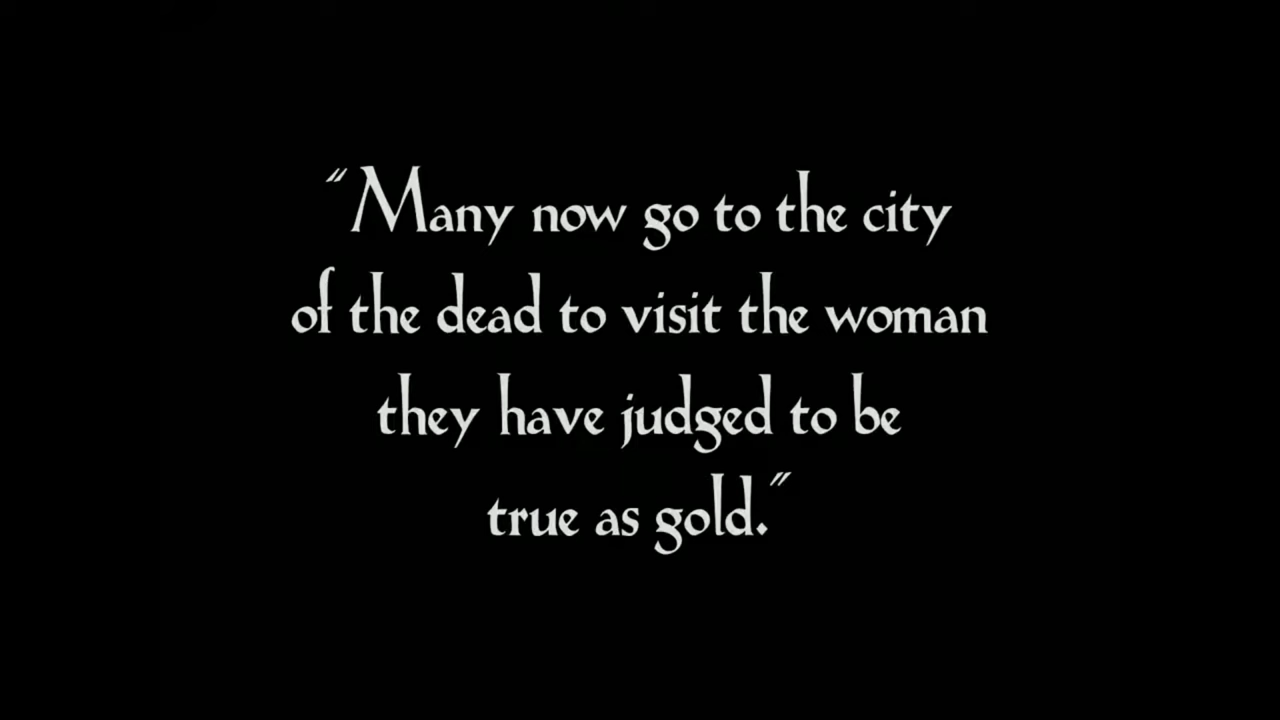 "Many now go to the city
of the dead to visit the woman
they have judged to be
true as gold."